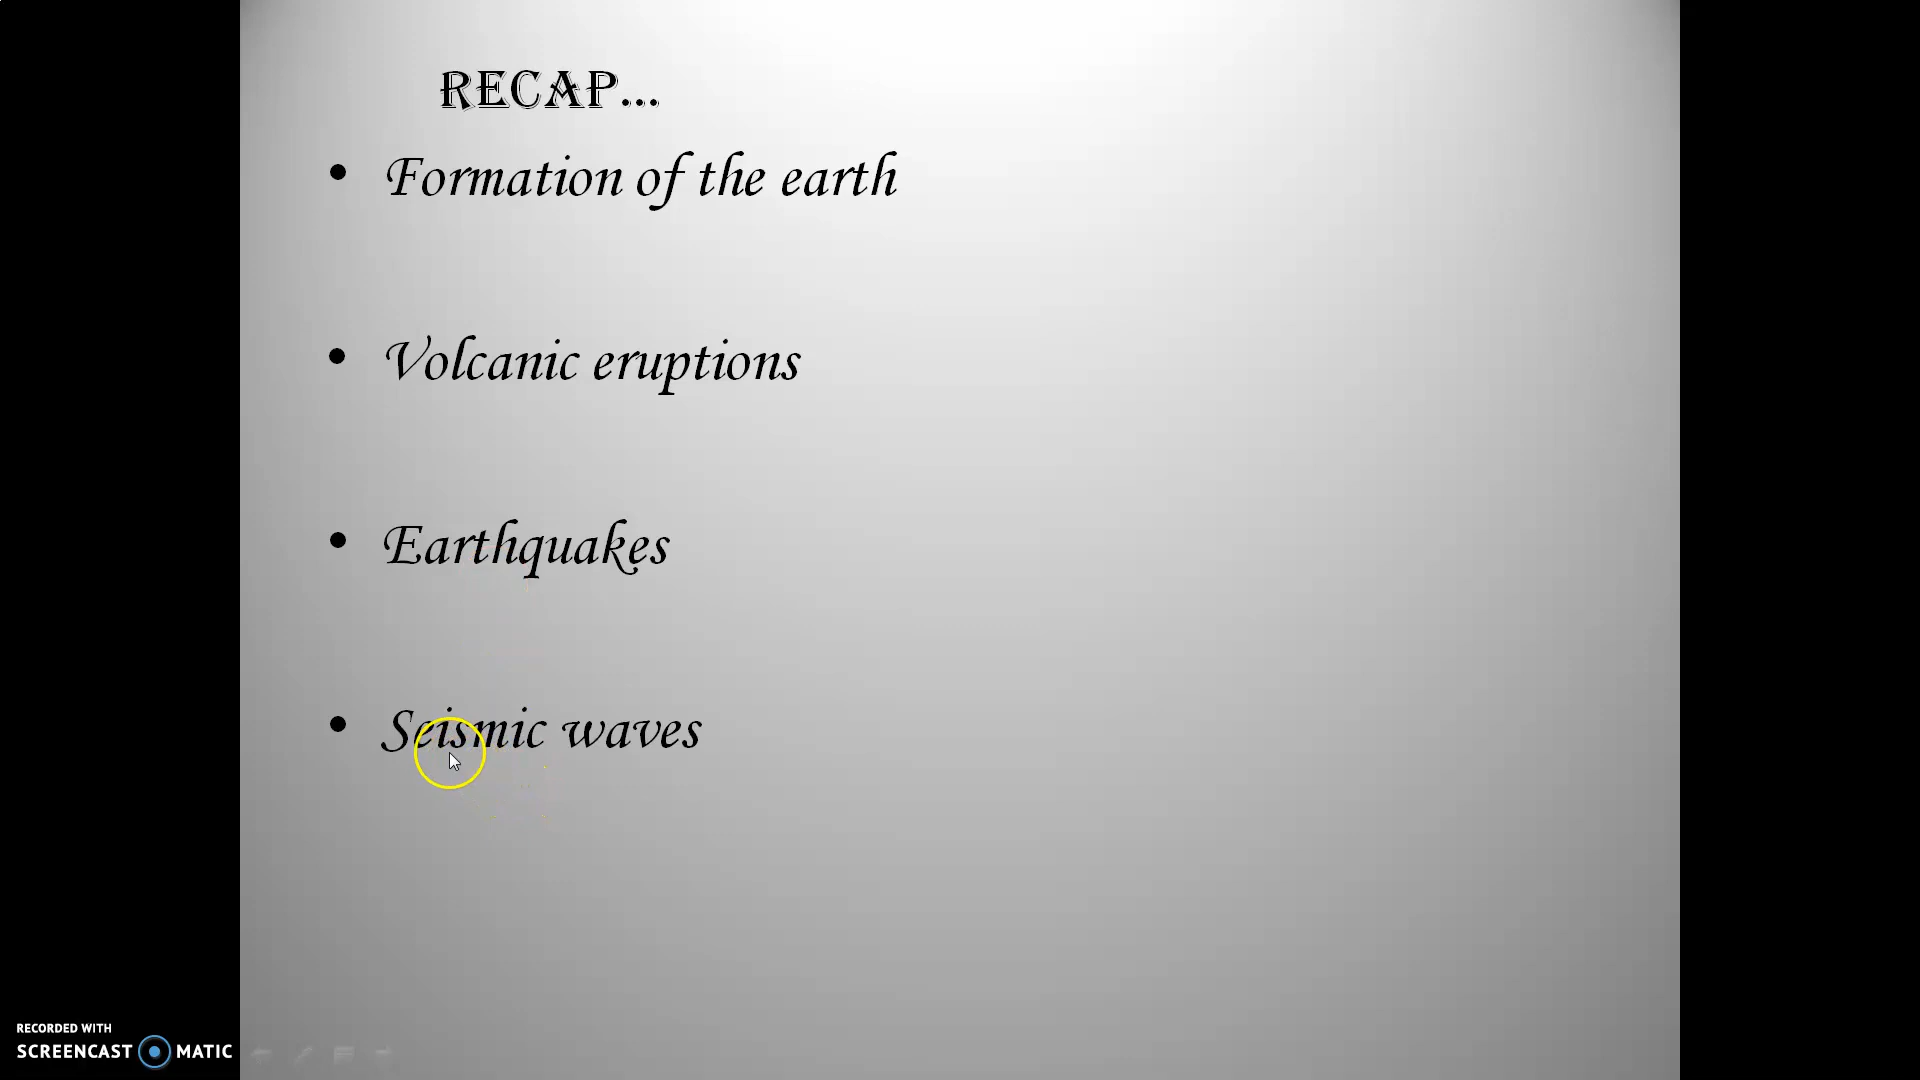 RECAP...
• Formation of the earth
• Volcanic eruptions
• Earthquakes
• Seismic waves
RECORDED WITH
SCREENCAST MATIC